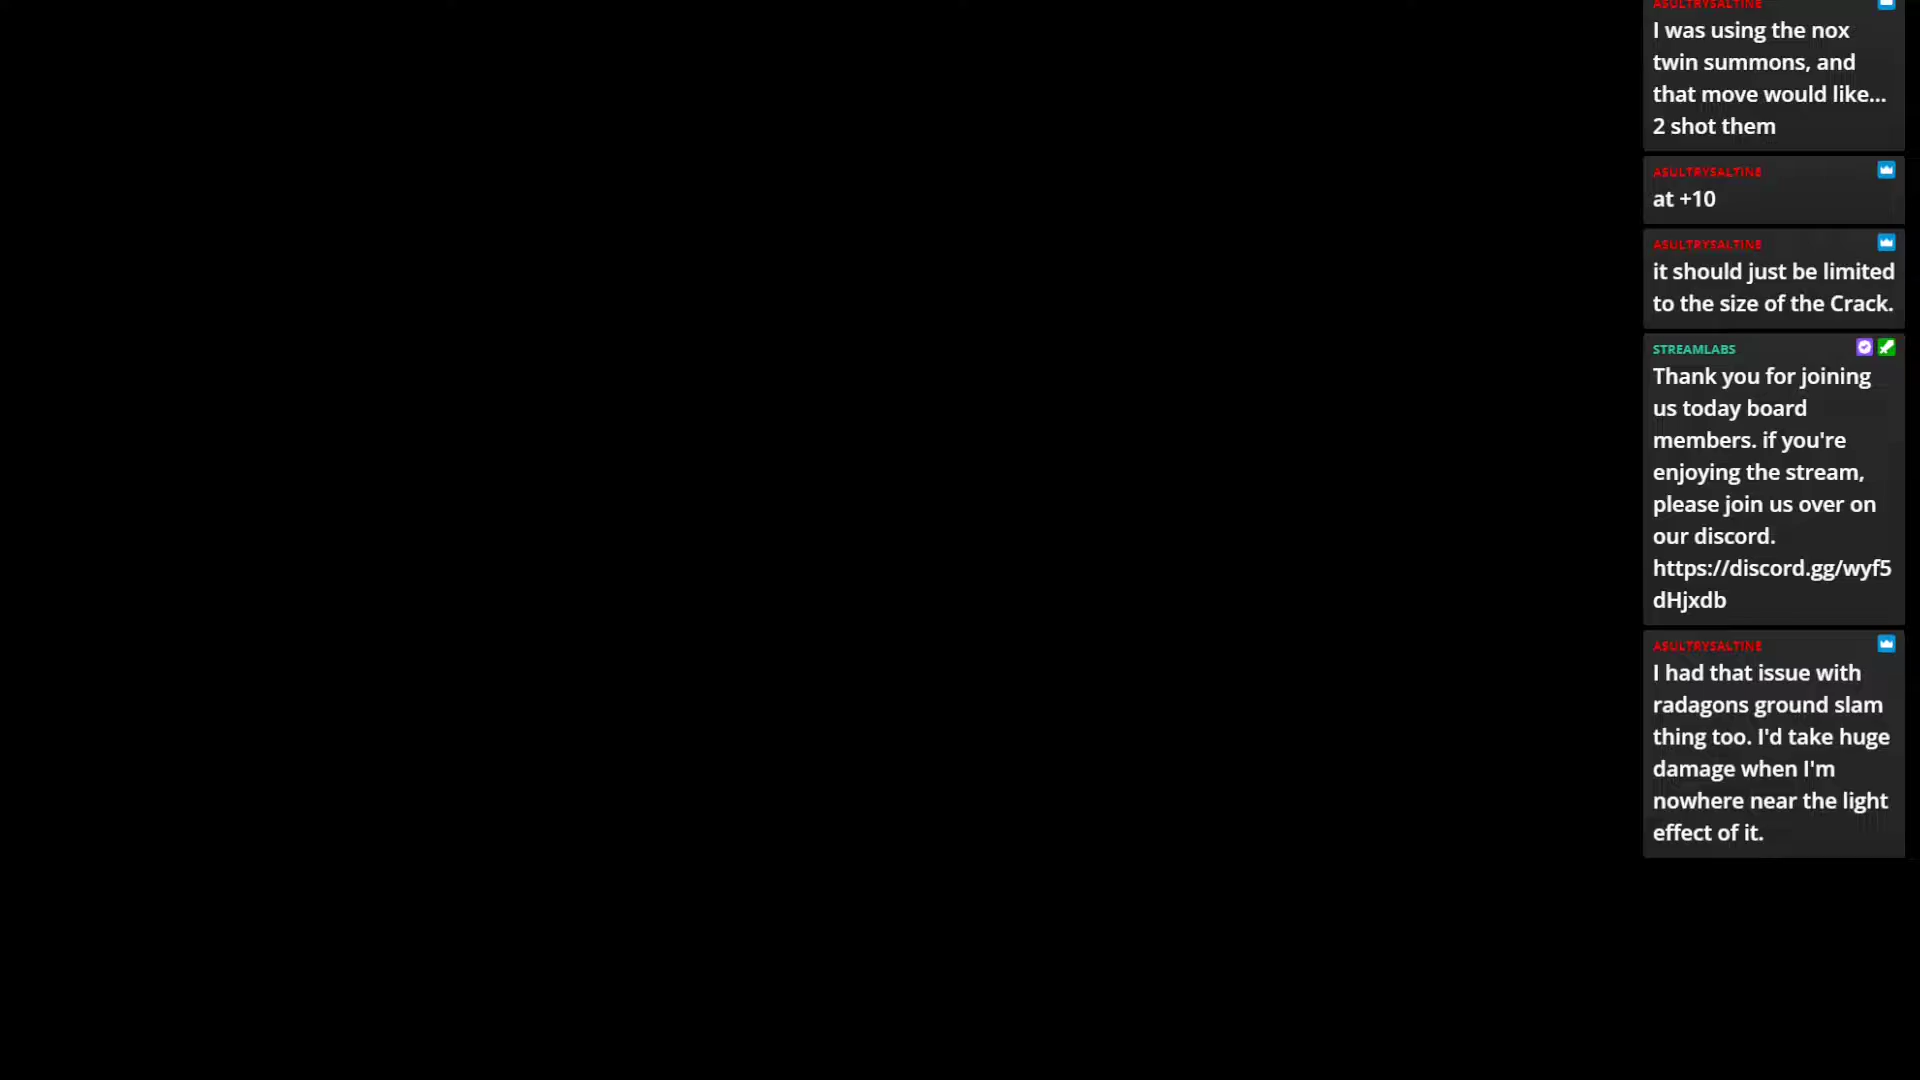 ASULTRYSALTINE
I was using the nox
twin summons, and
that move would like...
2 shot them
ASULTRYSALTINE
at +10
ASULTRYSALTINE
it should just be limited
to the size of the Crack.
STREAMLABS
Thank you for joining
us today board
members. if you're
enjoying the stream,
please join us over on
our discord.
https://discord.gg/wyf5
dHjxdb
ASULTRYSALTINE
I had that issue with
radagons ground slam
thing too. I'd take huge
damage when I'm
nowhere near the light
effect of it.